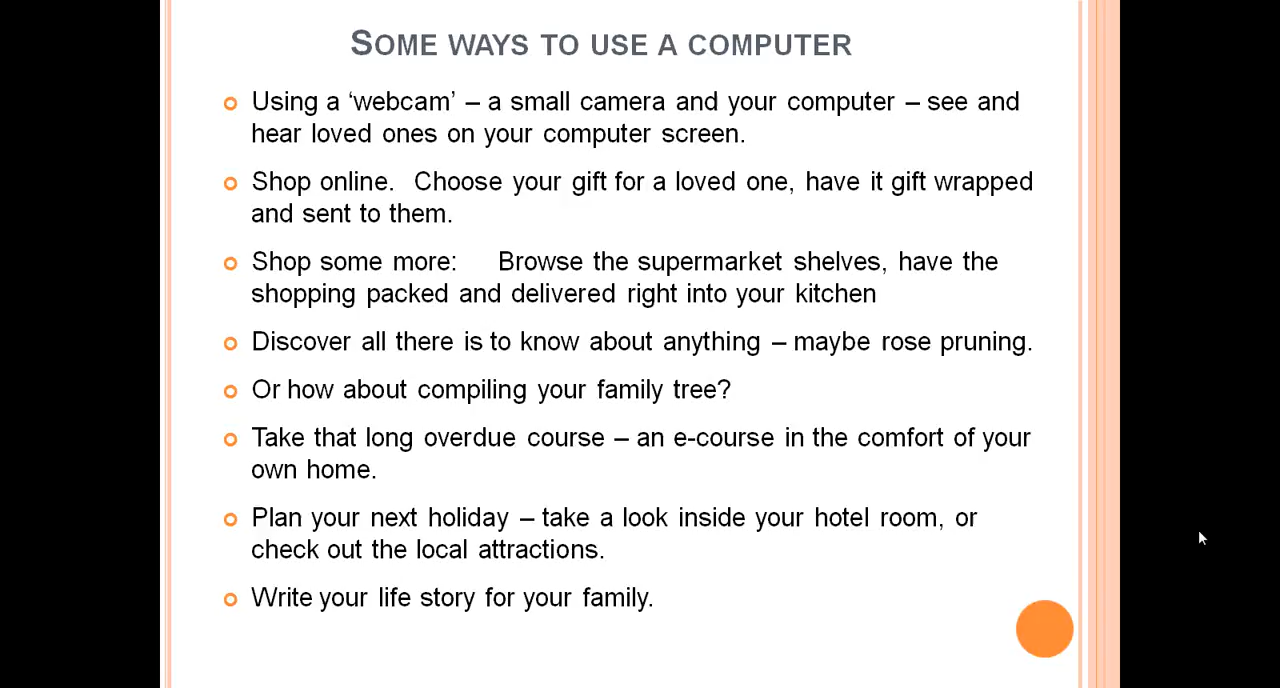 SOME WAYS TO USE A COMPUTER
Using a ‘webcam’ – a small camera and your computer – see and
hear loved ones on your computer screen.
Shop online.  Choose your gift for a loved one, have it gift wrapped
and sent to them.
Shop some more:    Browse the supermarket shelves, have the
shopping packed and delivered right into your kitchen
Discover all there is to know about anything – maybe rose pruning.
Or how about compiling your family tree?
Take that long overdue course – an e-course in the comfort of your
own home.
Plan your next holiday – take a look inside your hotel room, or
check out the local attractions.
Write your life story for your family.